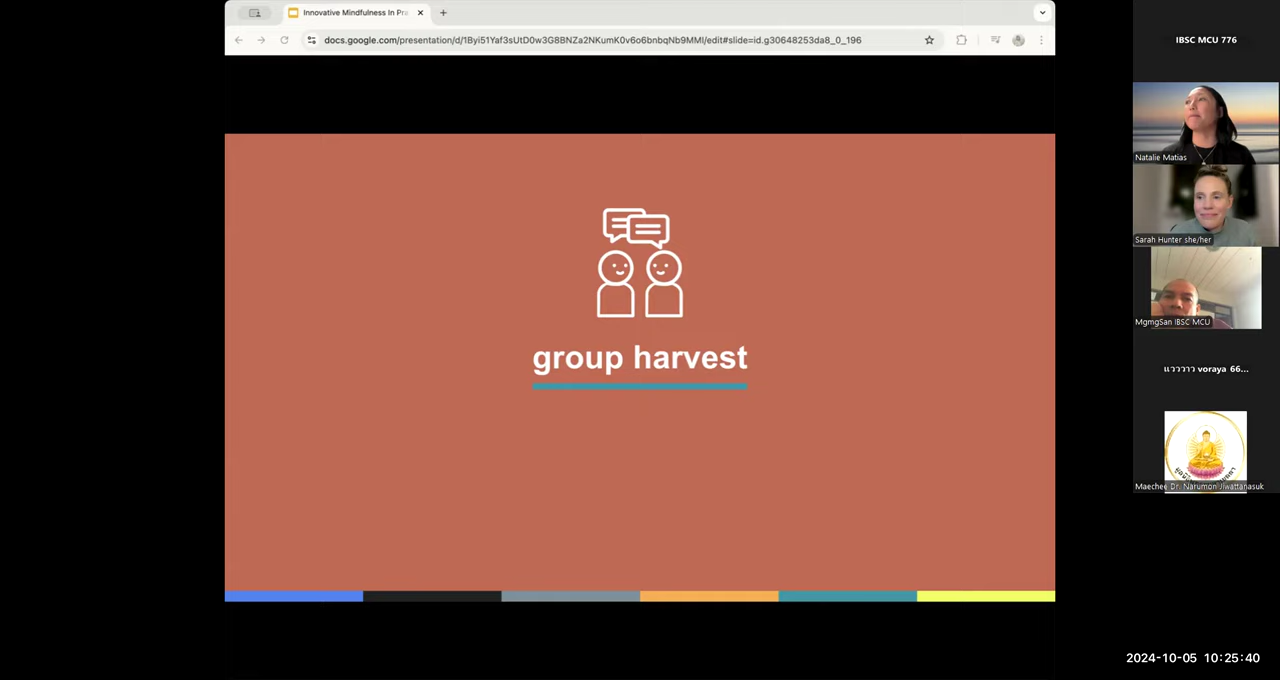 Innovative Mindfulness In Pra
docs.google.com/presentation/d/1Byi51Yaf3sUtD0w3G8BNZa2NKumK0v6o6bnbqNb9MMI/edit#slide=id.g30648253da8_0_196
group harvest
IBSC MCU 776
Natalie Matias
Sarah Hunter she/her
MgmgSan IBSC MCU
แวววาว voraya 66...
Maechee Dr. Narumon Jiwattanasuk
2024-10-05 10:25:40